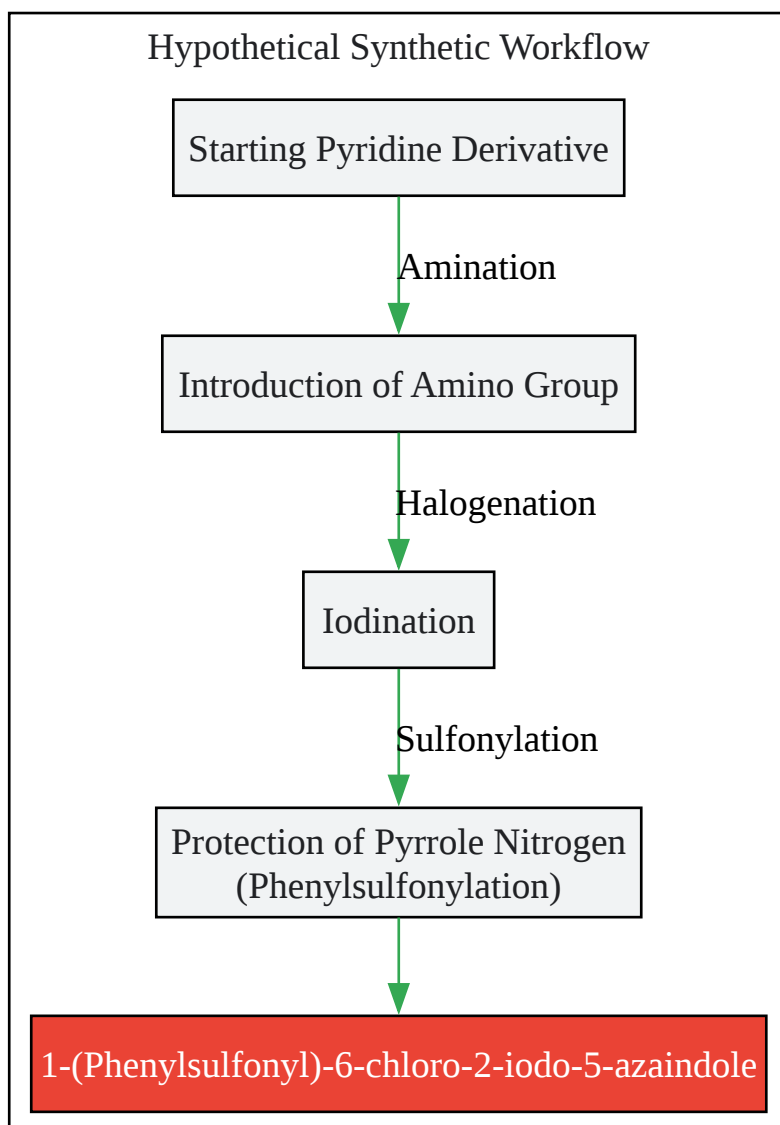 Hypothetical Synthetic Workflow
Starting Pyridine Derivative
Amination
Introduction of Amino Group
Halogenation
Iodination
Sulfonylation
Protection of Pyrrole Nitrogen
(Phenylsulfonylation)
1-(Phenylsulfonyl)-6-chloro-2-iodo-5-azaindole